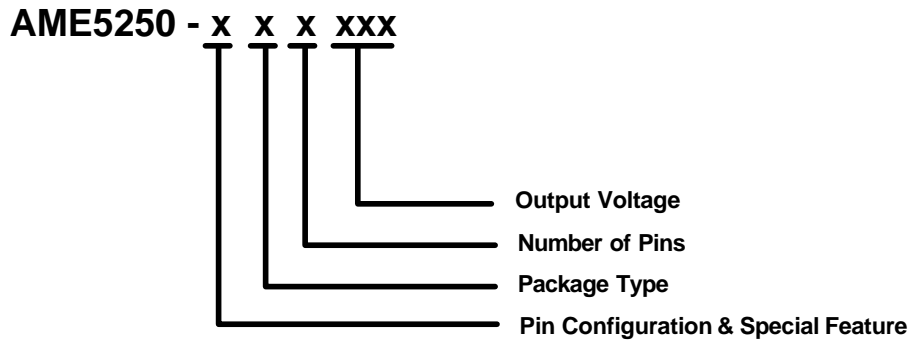 AME5250 - x x x xxx
Output Voltage
Number of Pins
Package Type
Pin Configuration & Special Feature